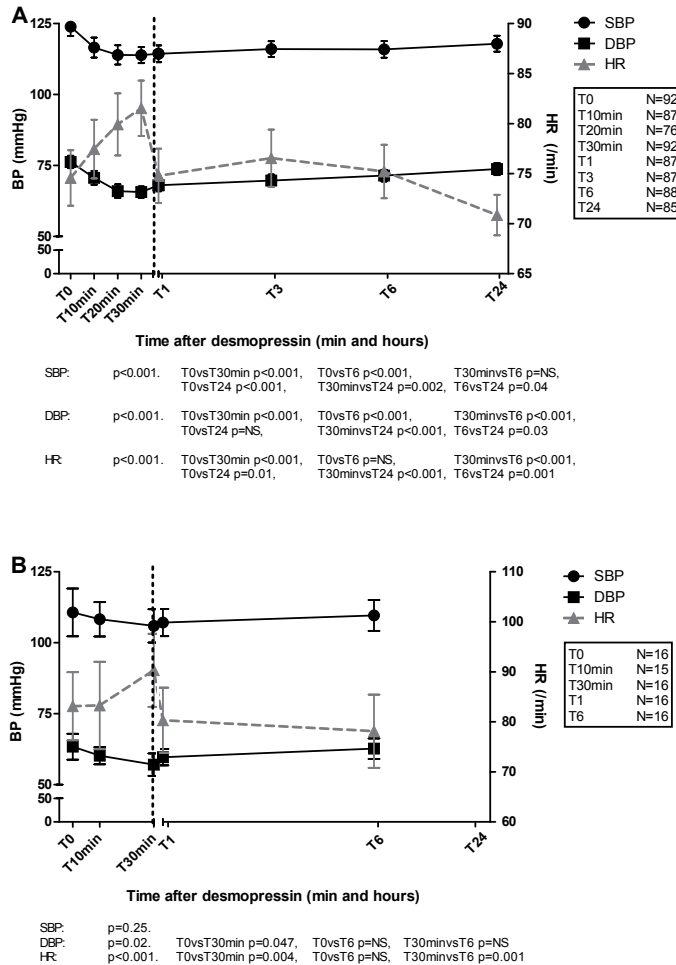 A
125
100
75
50
50
0
BP (mmHg)
90
85
80
75
70
65
HR (/min)
SBP
DBP
HR
T0 N=92
T10min N=87
T20min N=76
T30min N=92
T1 N=87
T3 N=87
T6 N=88
T24 N=85
T0
T10min
T20min
T30min
T1
T3
T6
T24
Time after desmopressin (min and hours)
SBP: p<0.001. T0vsT30min p<0.001, T0vsT6 p<0.001, T30minvsT6 p=NS,
T0vsT24 p<0.001, T30minvsT24 p=0.002, T6vsT24 p=0.04
DBP: p<0.001. T0vsT30min p<0.001, T0vsT6 p<0.001, T30minvsT6 p<0.001,
T0vsT24 p=NS, T30minvsT24 p<0.001, T6vsT24 p=0.03
HR: p<0.001. T0vsT30min p<0.001, T0vsT6 p=NS, T30minvsT6 p<0.001,
T0vsT24 p=0.01, T30minvsT24 p<0.001, T6vsT24 p=0.001
B
125
100
75
50
50
0
BP (mmHg)
110
100
90
80
70
60
HR (/min)
SBP
DBP
HR
T0 N=16
T10min N=15
T30min N=16
T1 N=16
T6 N=16
T0
T10min
T30min
T1
T6
T24
Time after desmopressin (min and hours)
SBP: p=0.25.
DBP: p=0.02. T0vsT30min p=0.047, T0vsT6 p=NS, T30minvsT6 p=NS
HR: p<0.001. T0vsT30min p=0.004, T0vsT6 p=NS, T30minvsT6 p=0.001